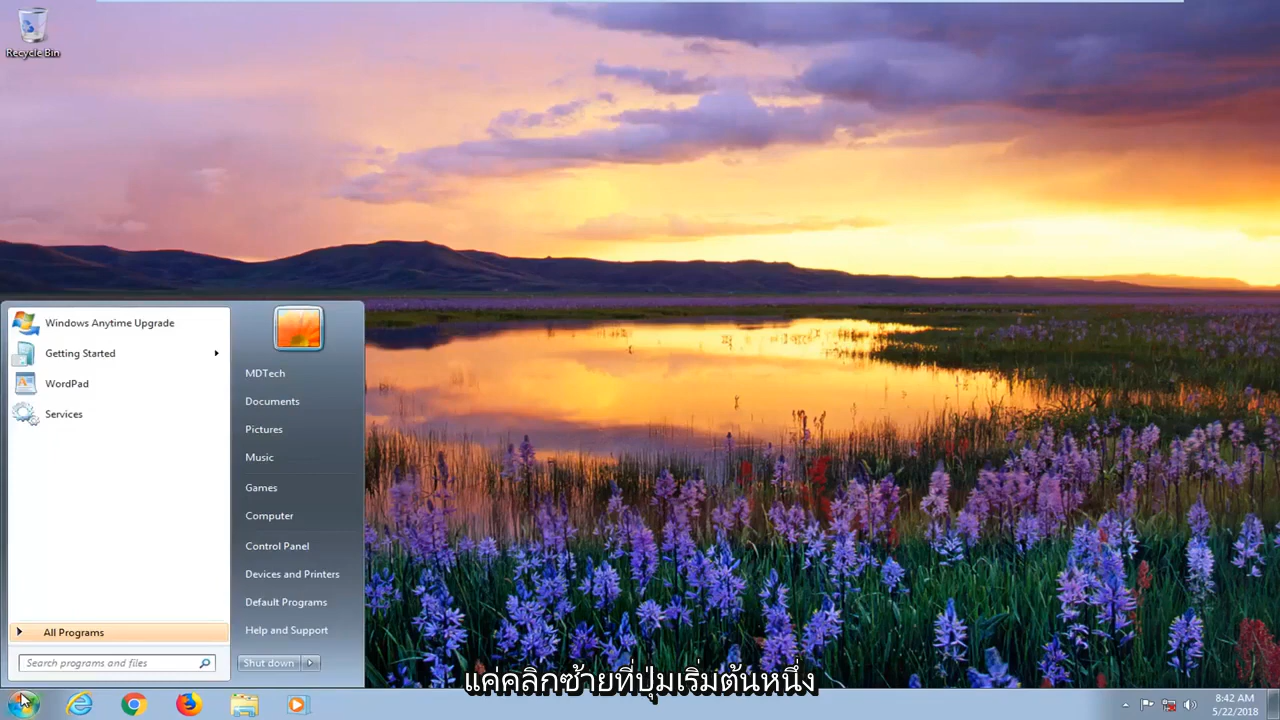 Recycle Bin
Windows Anytime Upgrade
Getting Started
WordPad
Services
All Programs
Search programs and files
MDTech
Documents
Pictures
Music
Games
Computer
Control Panel
Devices and Printers
Default Programs
Help and Support
Shut down
แค่คลิกซ้ายที่ปุ่มเริ่มต้นหนึ่ง
8:42 AM
5/22/2018